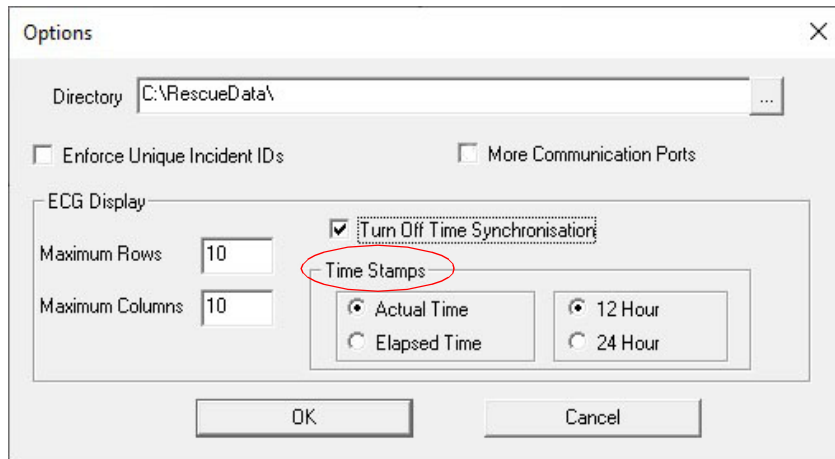 Options
Directory C:\RescueData\ ...
Enforce Unique Incident IDs More Communication Ports
ECG Display
Turn Off Time Synchronisation
Maximum Rows 10
Time Stamps
Maximum Columns 10
Actual Time 12 Hour
Elapsed Time 24 Hour
OK Cancel